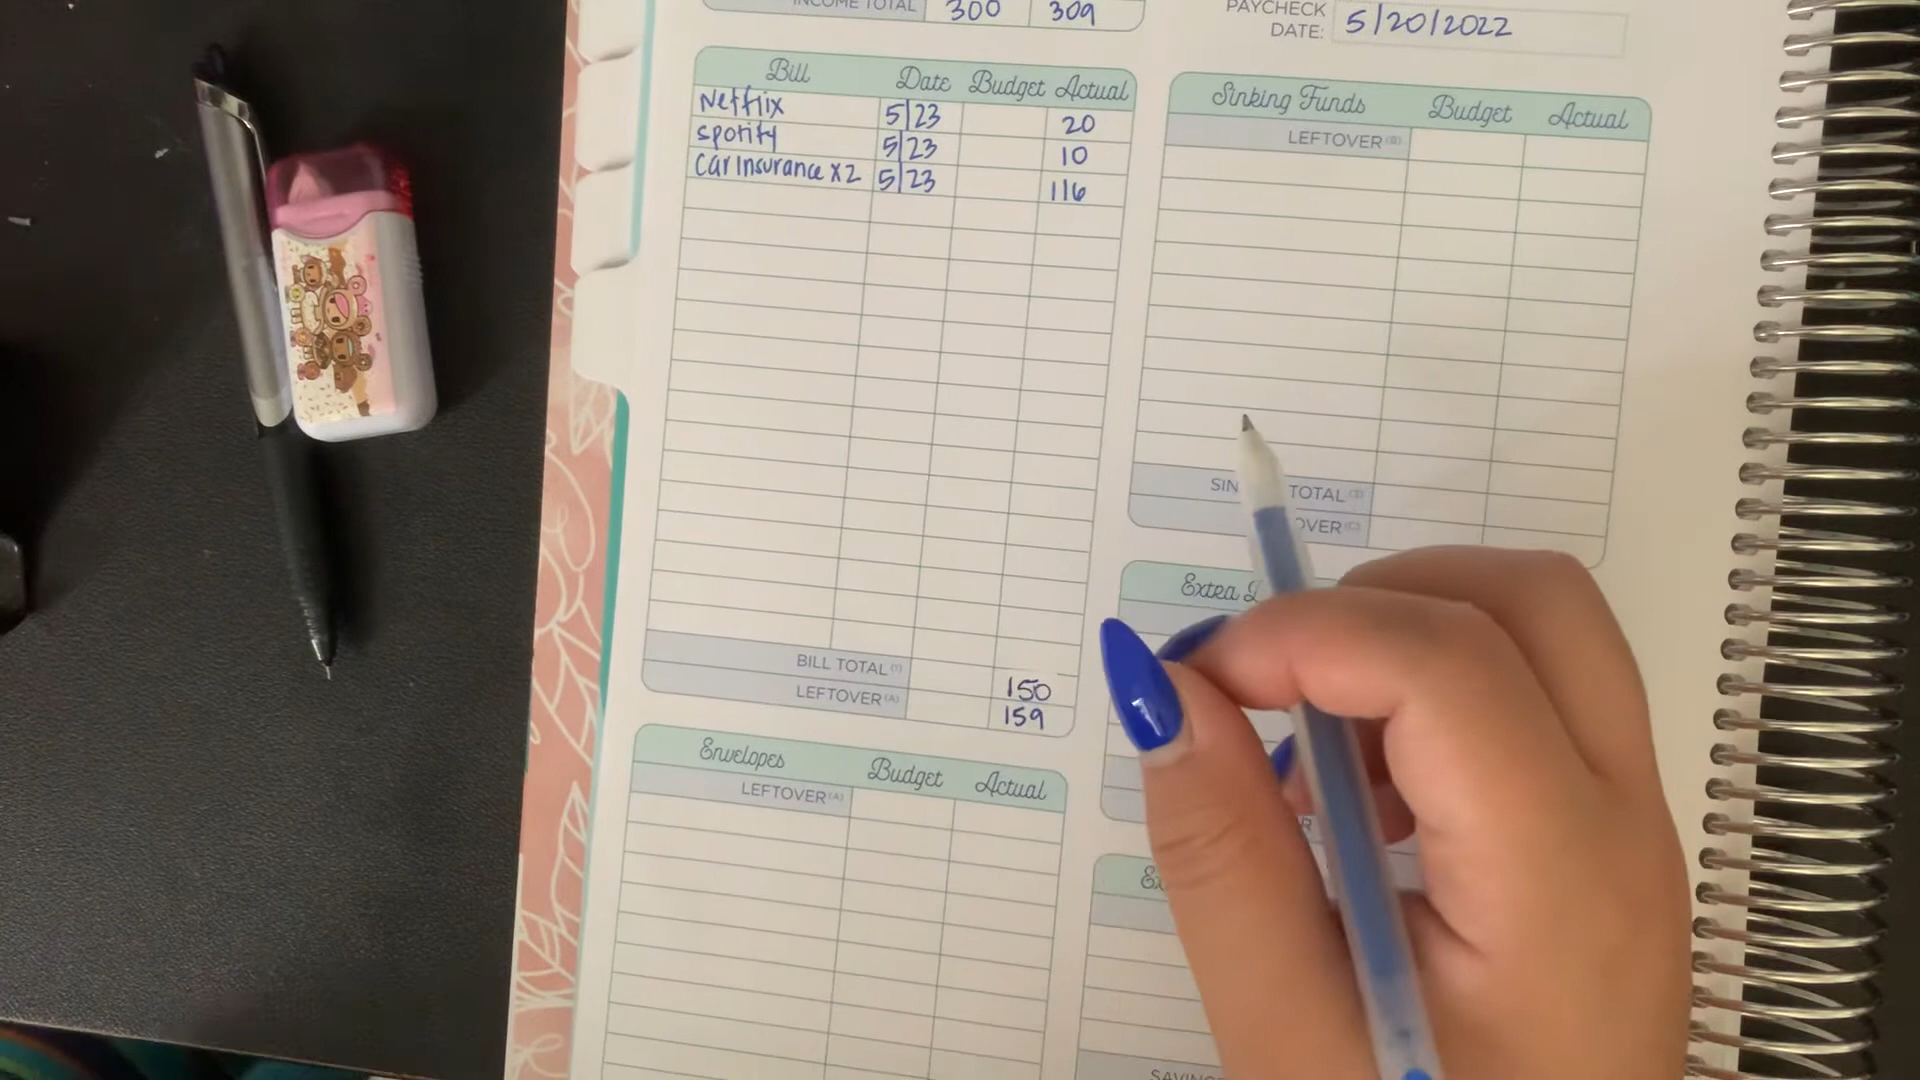 INCOME TOTAL 300 309
PAYCHECK
DATE: 5/20/2022
Bill Date Budget Actual
Netflix 5/23 20
spotify 5/23 10
Car Insurance x2 5/23 116
BILL TOTAL (1) 150
LEFTOVER (A) 159
Sinking Funds Budget Actual
LEFTOVER (B)
TOTAL
Envelopes Budget Actual
LEFTOVER (A)
Extra